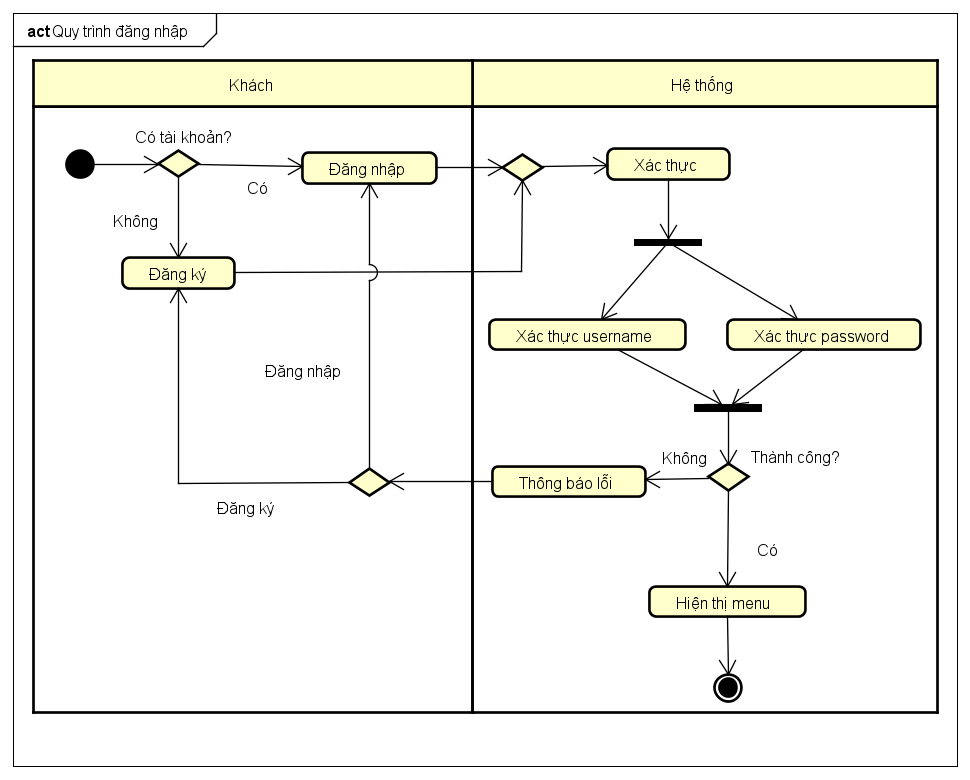 act Quy trình đăng nhập
Khách
Hệ thống
Có tài khoản?
Đăng nhập
Xác thực
Có
Không
Đăng ký
Xác thực username
Xác thực password
Đăng nhập
Không
Thành công?
Thông báo lỗi
Đăng ký
Có
Hiện thị menu